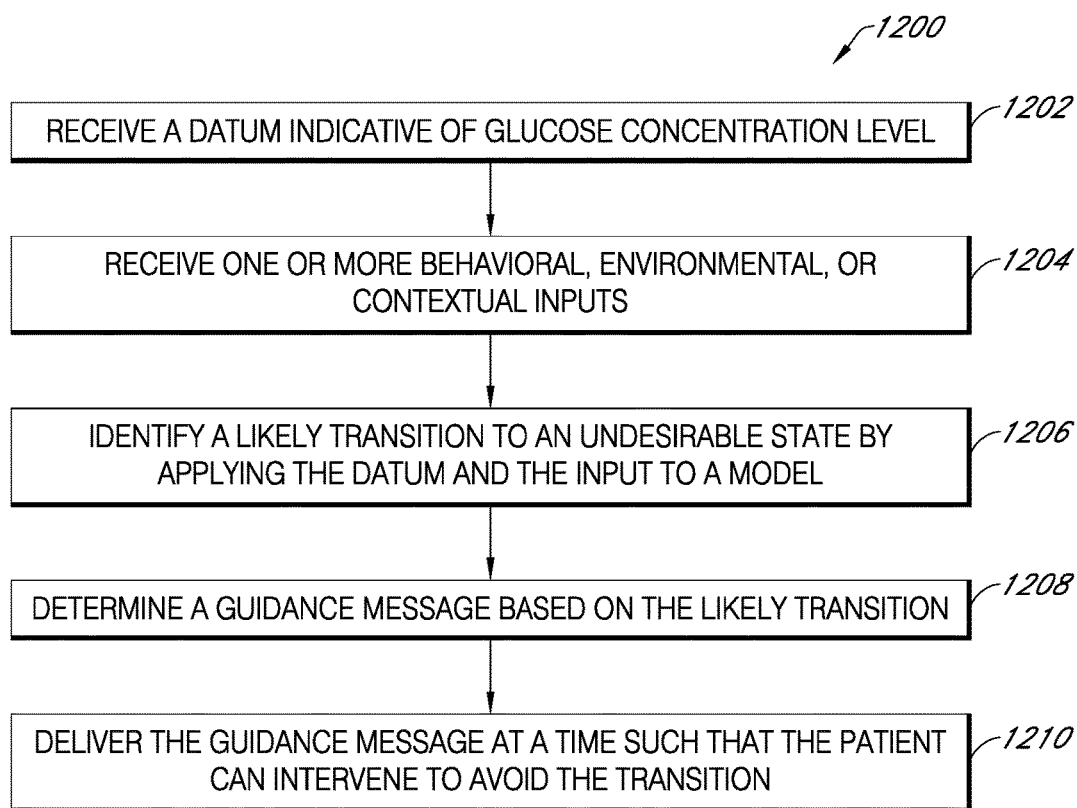 1200
RECEIVE A DATUM INDICATIVE OF GLUCOSE CONCENTRATION LEVEL
1202
RECEIVE ONE OR MORE BEHAVIORAL, ENVIRONMENTAL, OR
CONTEXTUAL INPUTS
1204
IDENTIFY A LIKELY TRANSITION TO AN UNDESIRABLE STATE BY
APPLYING THE DATUM AND THE INPUT TO A MODEL
1206
DETERMINE A GUIDANCE MESSAGE BASED ON THE LIKELY TRANSITION
1208
DELIVER THE GUIDANCE MESSAGE AT A TIME SUCH THAT THE PATIENT
CAN INTERVENE TO AVOID THE TRANSITION
1210